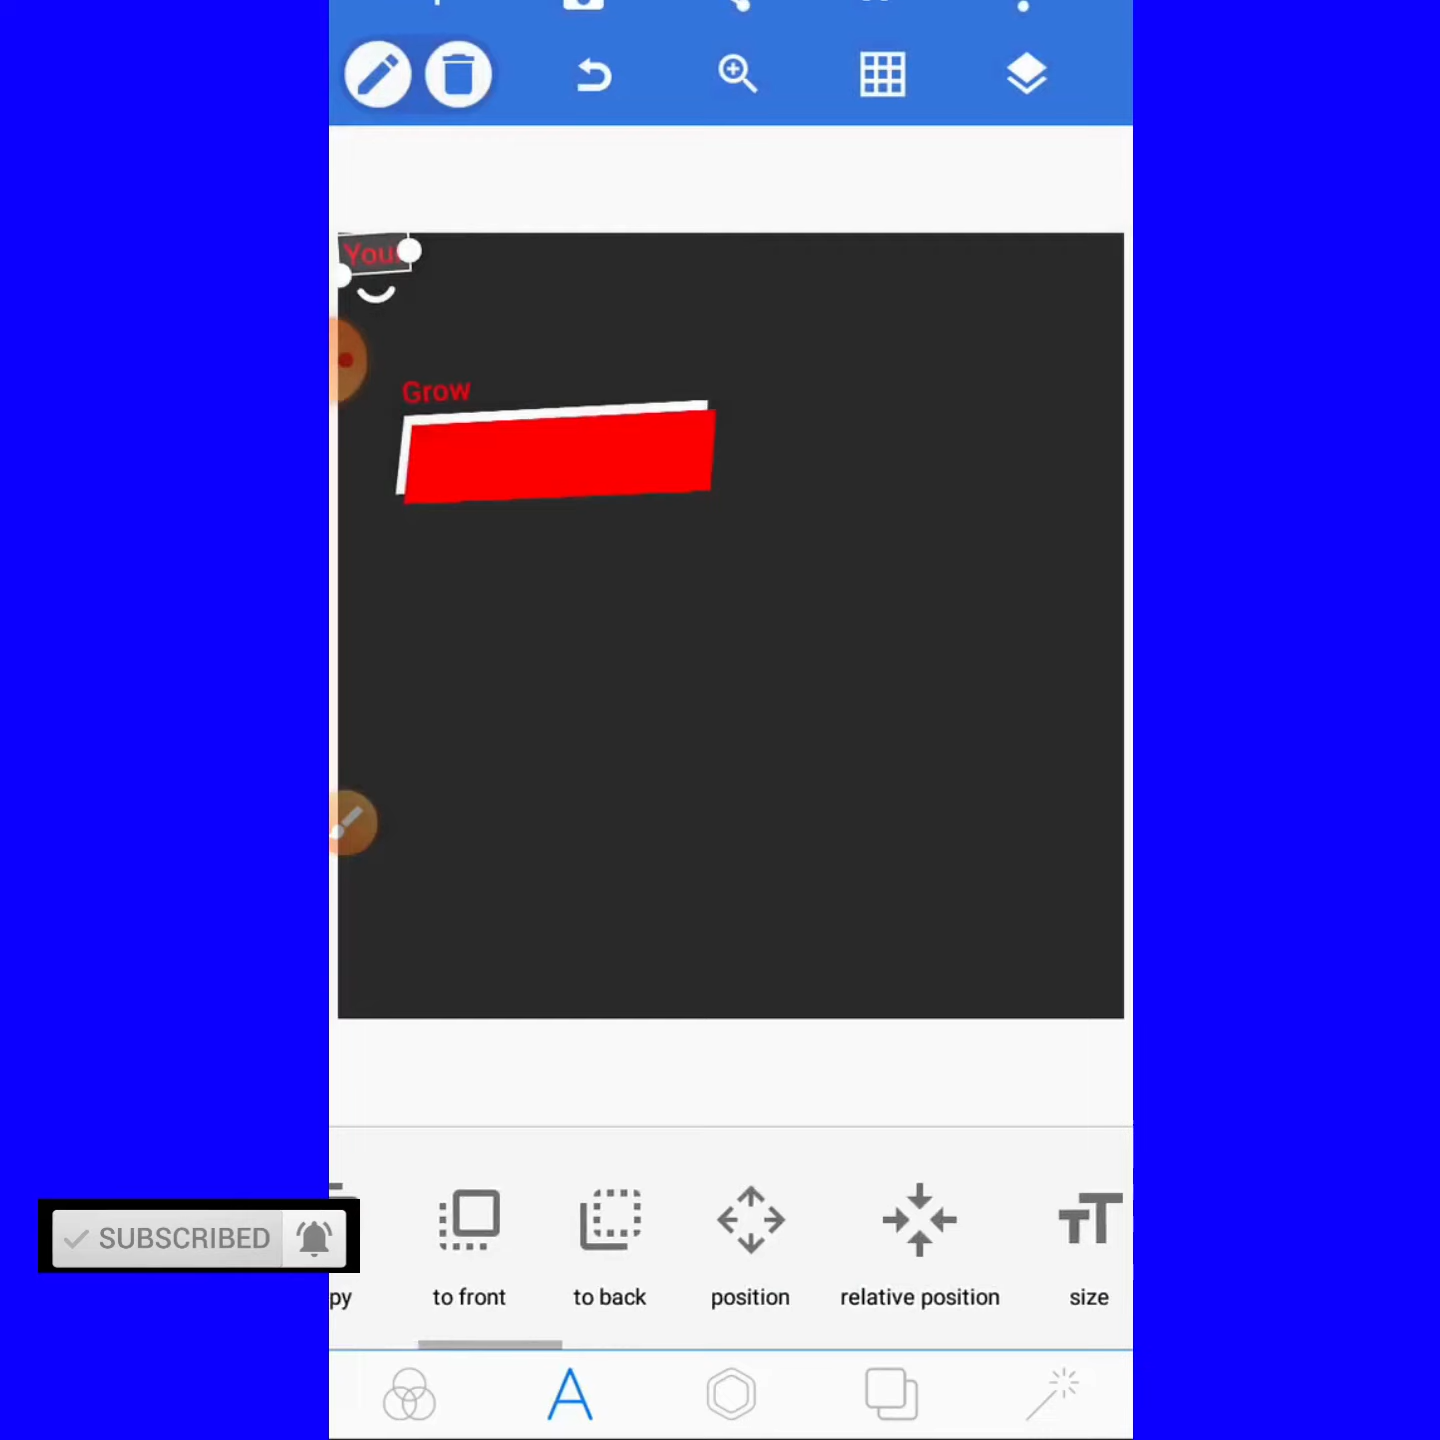 You
Grow
SUBSCRIBED
py
to front
to back
position
relative position
size